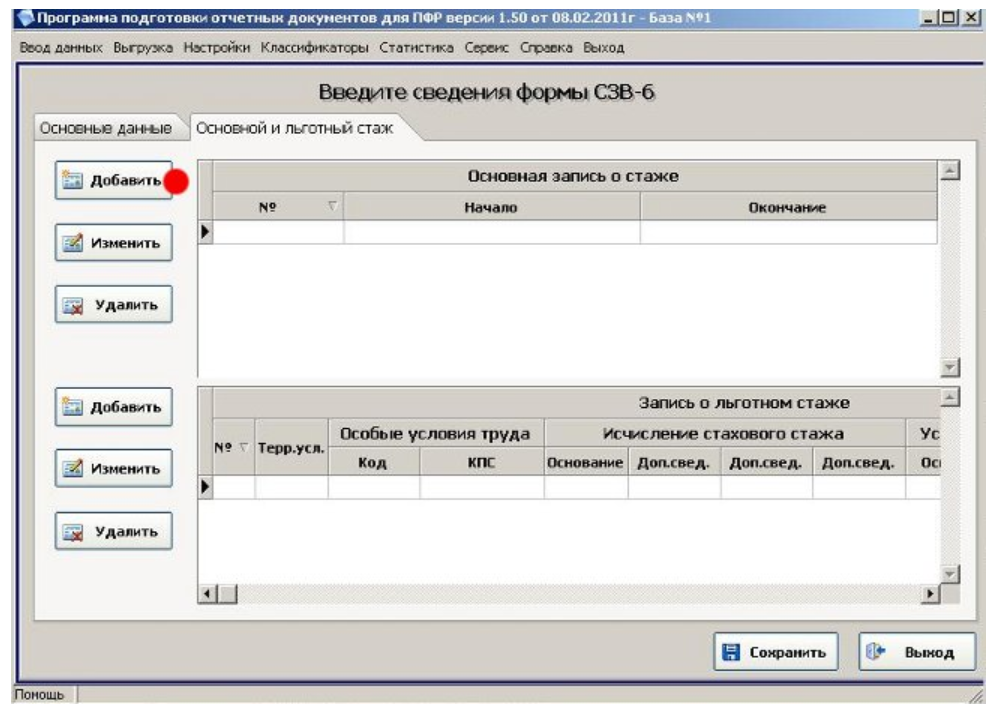 Программа подготовки отчетных документов для ПФР версии 1.50 от 08.02.2011г - База №1
Ввод данных Выгрузка Настройки Классификаторы Статистика Сервис Справка Выход
Введите сведения формы СЗВ-6
Основные данные Основной и льготный стаж
Добавить
Изменить
Удалить
Основная запись о стаже
№ Начало Окончание
Добавить
Изменить
Удалить
Запись о льготном стаже
№ Терр.усл. Особые условия труда Исчисление стахового стажа Ус
Код КПС Основание Доп.свед. Доп.свед. Доп.свед. Осн
Сохранить Выход
Помощь